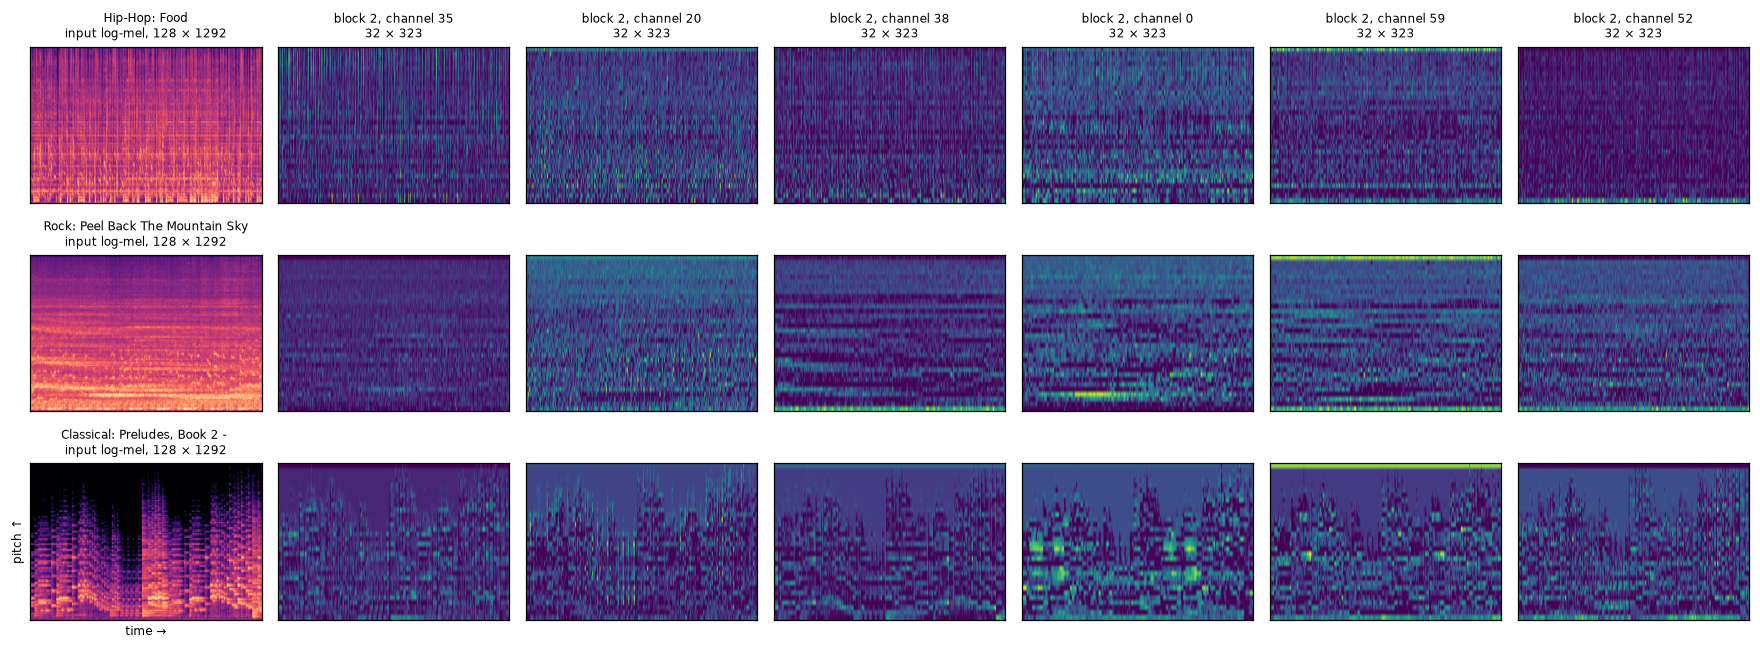 Hip-Hop: Food
input log-mel, 128 × 1292
block 2, channel 35
32 × 323
block 2, channel 20
32 × 323
block 2, channel 38
32 × 323
block 2, channel 0
32 × 323
block 2, channel 59
32 × 323
block 2, channel 52
32 × 323
Rock: Peel Back The Mountain Sky
input log-mel, 128 × 1292
Classical: Preludes, Book 2 -
input log-mel, 128 × 1292
pitch ↑
time →